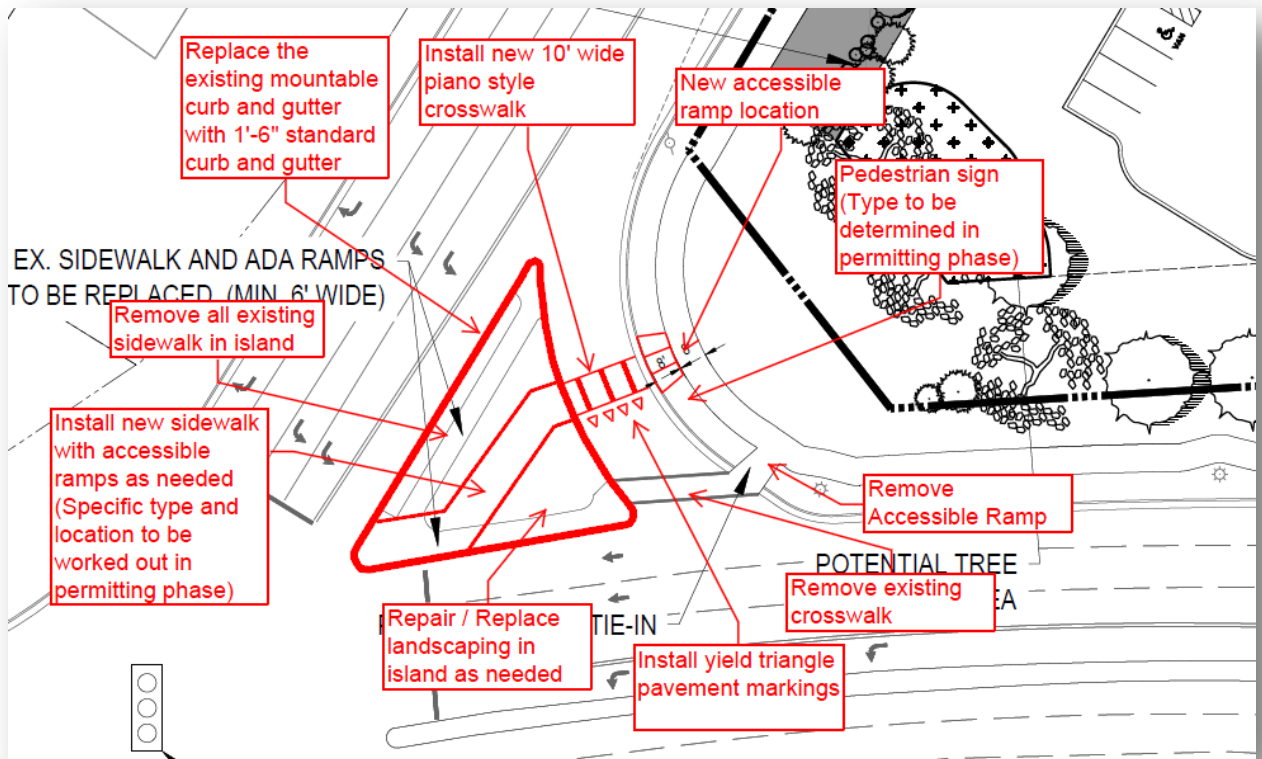 Replace the
existing mountable
curb and gutter
with 1'-6" standard
curb and gutter
Install new 10' wide
piano style
crosswalk
New accessible
ramp location
VAN
Pedestrian sign
(Type to be
determined in
permitting phase)
EX. SIDEWALK AND ADA RAMPS
TO BE REPLACED (MIN. 6' WIDE)
Remove all existing
sidewalk in island
8'
Install new sidewalk
with accessible
ramps as needed
(Specific type and
location to be
worked out in
permitting phase)
Remove
Accessible Ramp
POTENTIAL TREE
Remove existing
crosswalk
Repair / Replace
landscaping in
island as needed
TIE-IN
Install yield triangle
pavement markings